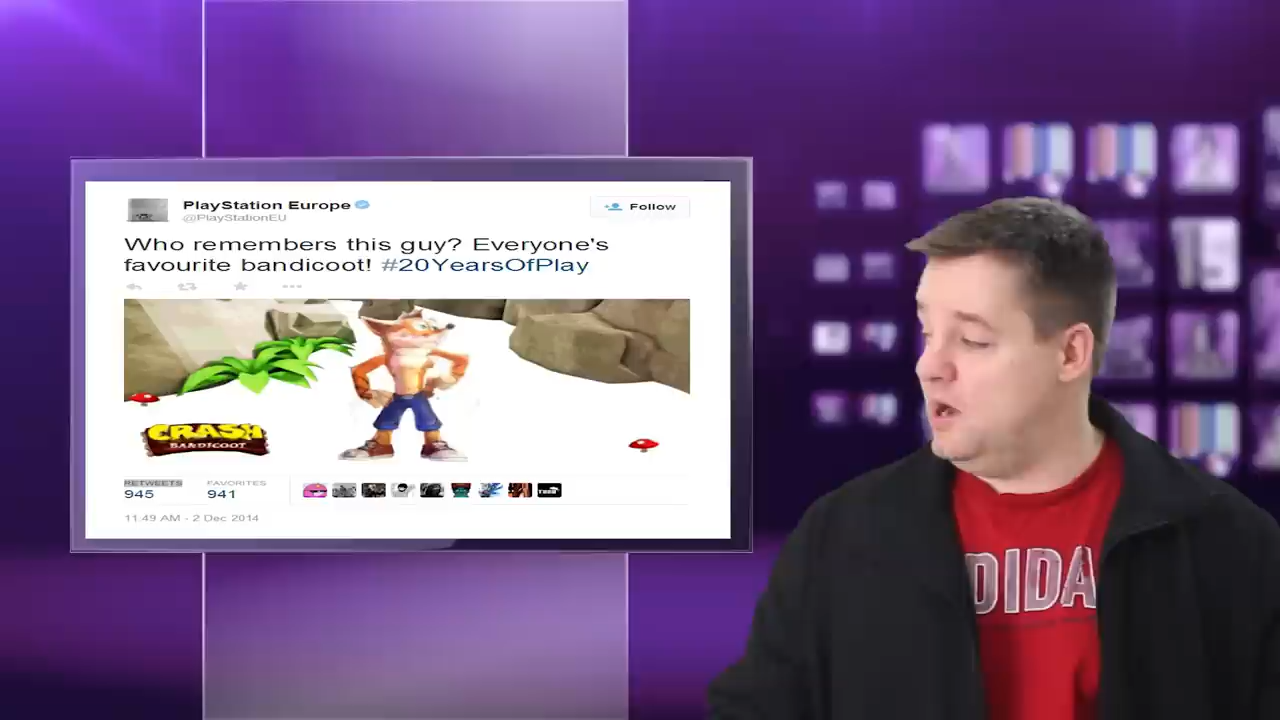 PlayStation Europe
@PlayStationEU
Follow
Who remembers this guy? Everyone's
favourite bandicoot! #20YearsOfPlay
CRASH
BANDICOOT
RETWEETS
FAVORITES
945
941
11:49 AM - 2 Dec 2014
DIDA